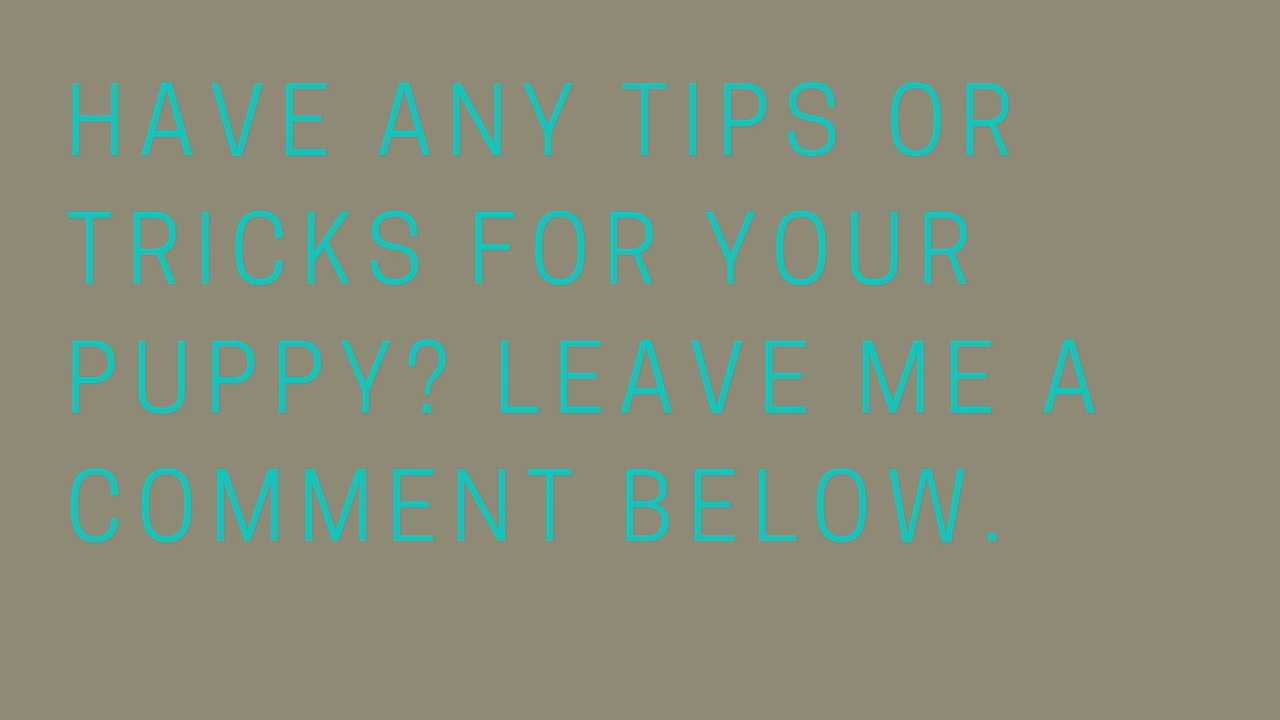 HAVE ANY TIPS OR
TRICKS FOR YOUR
PUPPY? LEAVE ME A
COMMENT BELOW.